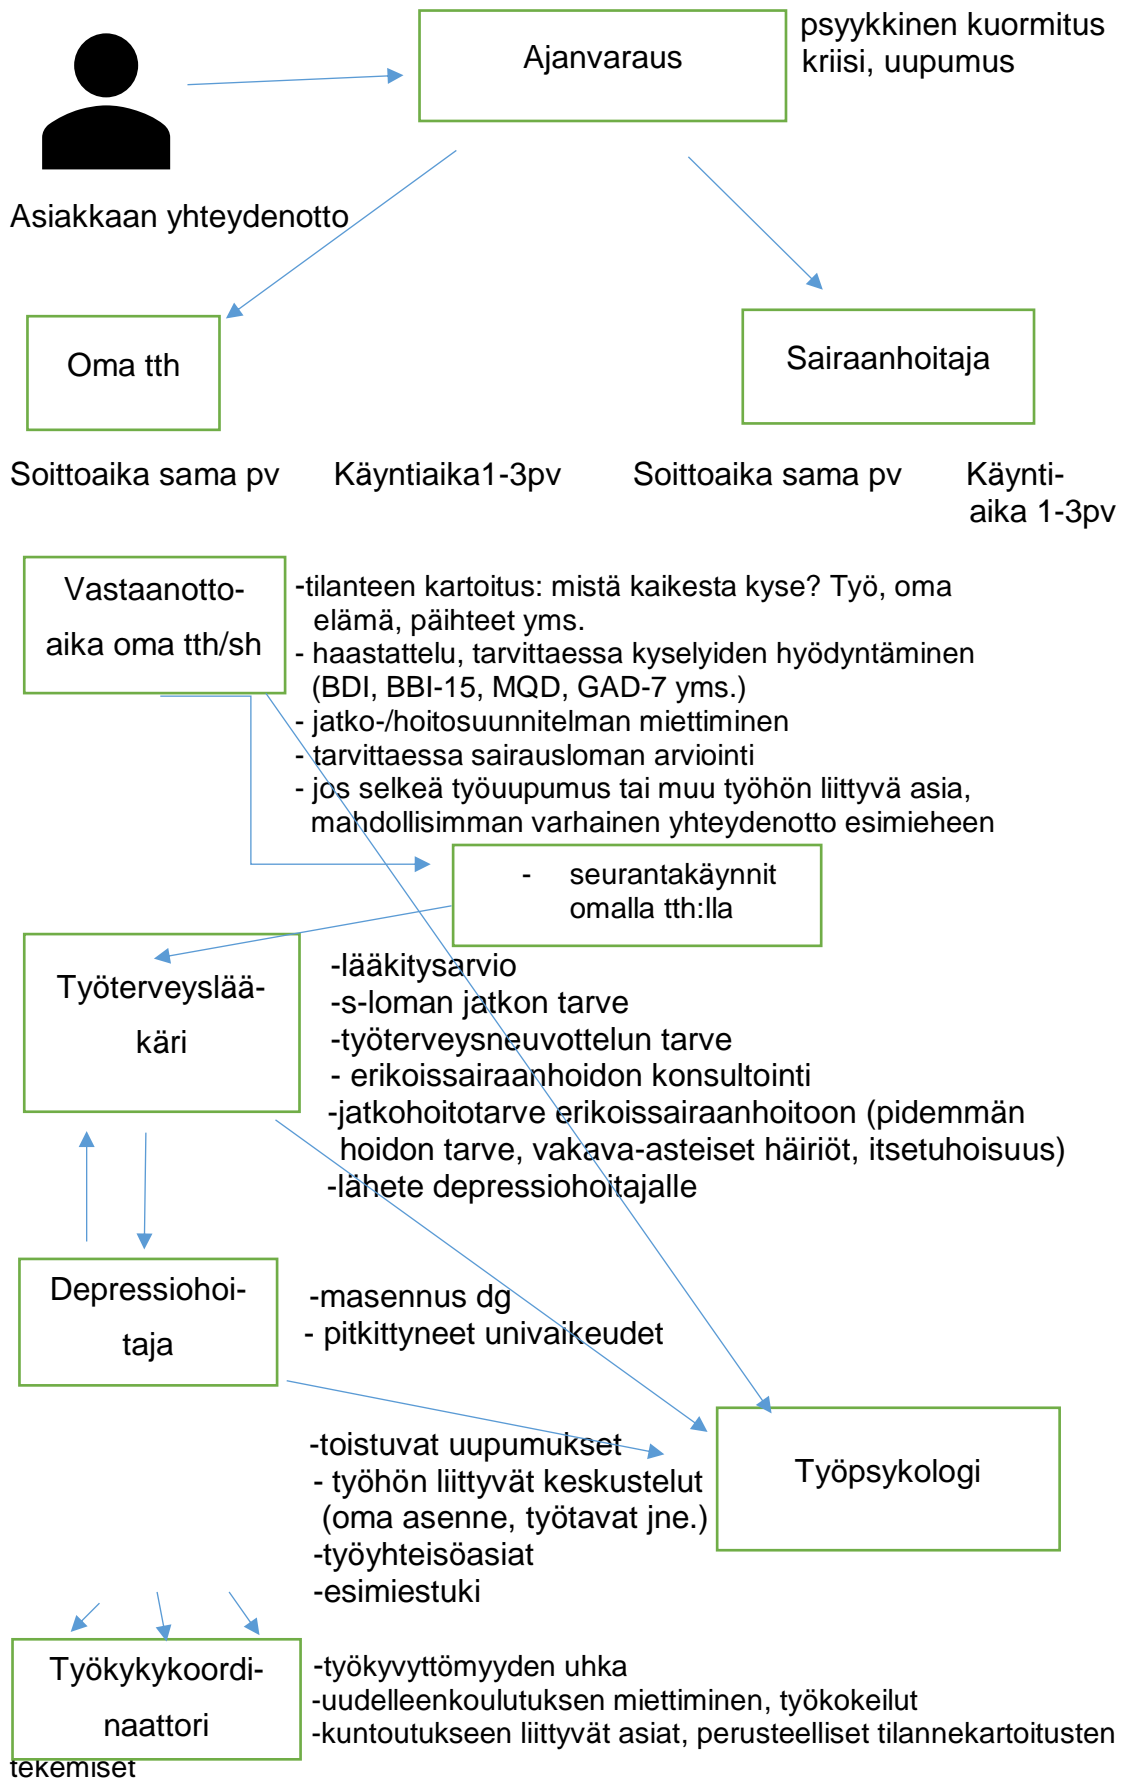 psyykkinen kuormitus
Ajanvaraus
kriisi, uupumus
Asiakkaan yhteydenotto
Oma tth
Sairaanhoitaja
Soittoaika sama pv
Käyntiaika1-3pv
Soittoaika sama pv
Käynti-
aika 1-3pv
Vastaanotto-
aika oma tth/sh
-tilanteen kartoitus: mistä kaikesta kyse? Työ, oma
elämä, päihteet yms.
- haastattelu, tarvittaessa kyselyiden hyödyntäminen
(BDI, BBI-15, MQD, GAD-7 yms.)
- jatko-/hoitosuunnitelman miettiminen
- tarvittaessa sairausloman arviointi
- jos selkeä työuupumus tai muu työhön liittyvä asia,
mahdollisimman varhainen yhteydenotto esimieheen
- seurantakäynnit
omalla tth:lla
Työterveyslää-
käri
-lääkitysarvio
-s-loman jatkon tarve
-työterveysneuvottelun tarve
- erikoissairaanhoidon konsultointi
-jatkohoitotarve erikoissairaanhoitoon (pidemmän
hoidon tarve, vakava-asteiset häiriöt, itsetuhoisuus)
-lähete depressiohoitajalle
Depressiohoi-
taja
-masennus dg
- pitkittyneet univaikeudet
-toistuvat uupumukset
- työhön liittyvät keskustelut
(oma asenne, työtavat jne.)
-työyhteisöasiat
-esimiestuki
Työpsykologi
Työkykykoordi-
naattori
-työkyvyttömyyden uhka
-uudelleenkoulutuksen miettiminen, työkokeilut
-kuntoutukseen liittyvät asiat, perusteelliset tilannekartoitusten
tekemiset